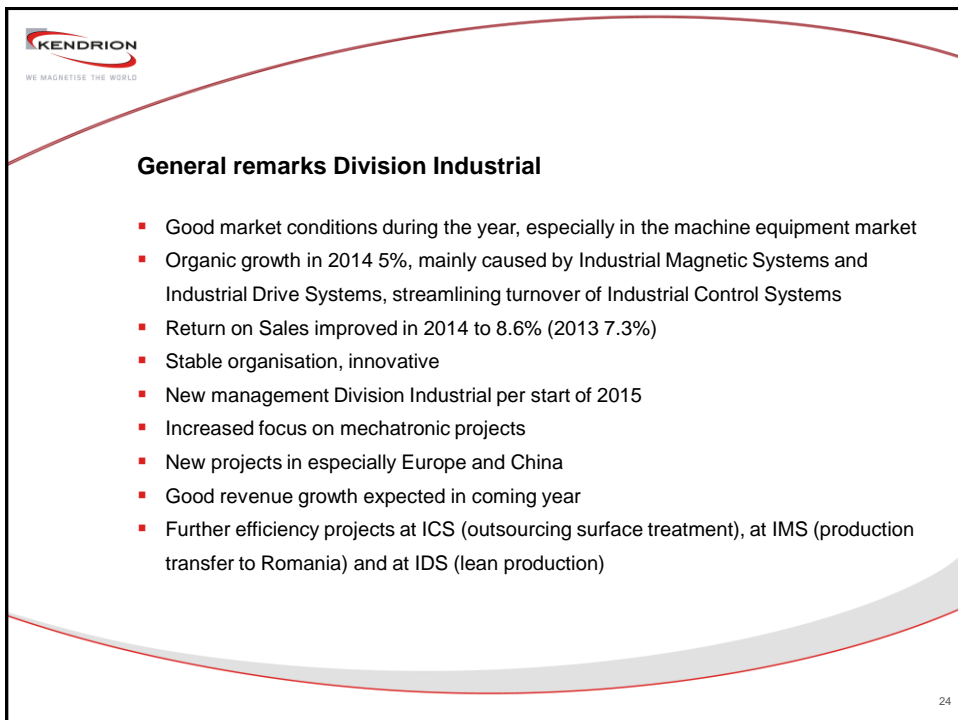 KENDRION
WE MAGNETISE THE WORLD
General remarks Division Industrial
▪ Good market conditions during the year, especially in the machine equipment market
▪ Organic growth in 2014 5%, mainly caused by Industrial Magnetic Systems and
Industrial Drive Systems, streamlining turnover of Industrial Control Systems
▪ Return on Sales improved in 2014 to 8.6% (2013 7.3%)
▪ Stable organisation, innovative
▪ New management Division Industrial per start of 2015
▪ Increased focus on mechatronic projects
▪ New projects in especially Europe and China
▪ Good revenue growth expected in coming year
▪ Further efficiency projects at ICS (outsourcing surface treatment), at IMS (production
transfer to Romania) and at IDS (lean production)
24